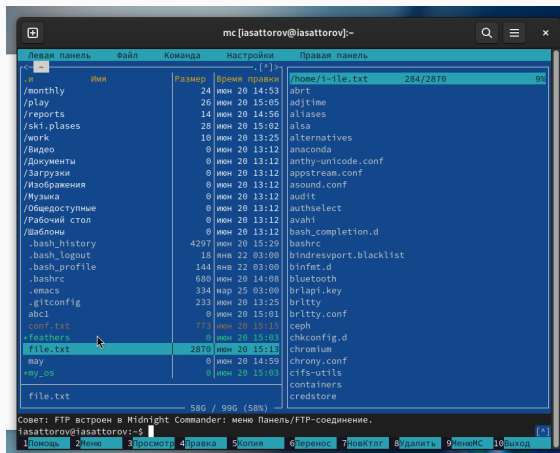 mc [iasattorov@iasattorov]:~
Левая панель Файл Команда Настройки Правая панель
<— ~ .[^]>
.и Имя Размер Время правки
/monthly 24 июн 20 14:53
/play 26 июн 20 15:05
/reports 14 июн 20 14:56
/ski.plases 28 июн 20 15:02
/work 10 июн 20 13:25
/Видео 0 июн 20 13:12
/Документы 0 июн 20 13:12
/Загрузки 0 июн 20 13:12
/Изображения 0 июн 20 13:12
/Музыка 0 июн 20 13:12
/Общедоступные 0 июн 20 13:12
/Рабочий стол 0 июн 20 13:12
/Шаблоны 0 июн 20 13:12
.bash_history 4297 июн 20 15:29
.bash_logout 18 янв 22 03:00
.bash_profile 144 янв 22 03:00
.bashrc 680 июн 20 14:08
.emacs 334 мар 25 03:00
.gitconfig 233 июн 20 13:25
abc1 0 июн 20 15:01
conf.txt 773 июн 20 15:15
*feathers 0 июн 20 15:03
file.txt 2870 июн 20 15:13
may 0 июн 20 14:59
*my_os 0 июн 20 15:03
file.txt
58G / 99G (58%)
/home/i~ile.txt 284/2870 9%
abrt
adjtime
aliases
alsa
alternatives
anaconda
anthy-unicode.conf
appstream.conf
asound.conf
audit
authselect
avahi
bash_completion.d
bashrc
bindresvport.blacklist
binfmt.d
bluetooth
brlapi.key
brltty
brltty.conf
ceph
chkconfig.d
chromium
chrony.conf
cifs-utils
containers
credstore
Совет: FTP встроен в Midnight Commander: меню Панель/FTP-соединение.
iasattorov@iasattorov:~$ [^]
1Помощь 2Меню 3Просмотр 4Правка 5Копия 6Перенос 7НовКтлг 8Удалить 9МенюMC 10Выход